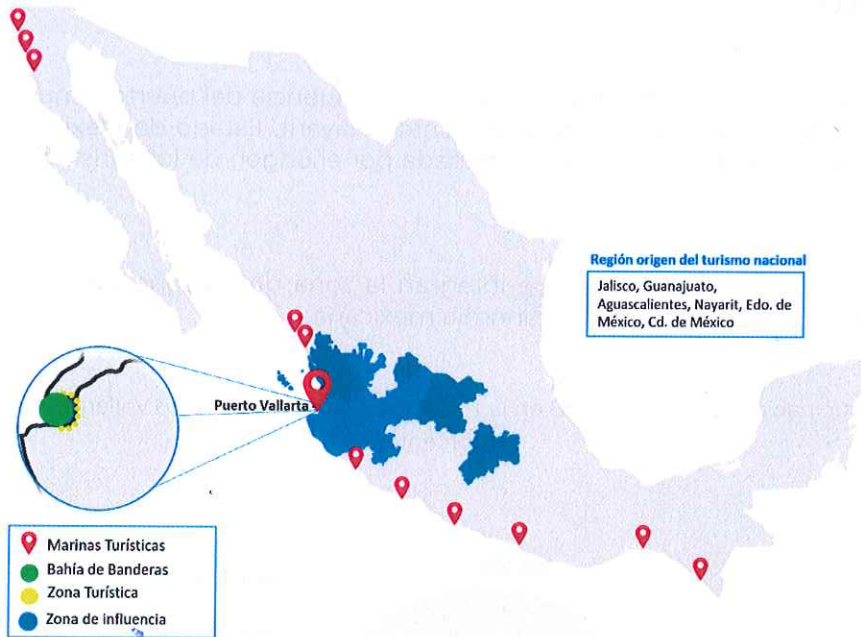 Región origen del turismo nacional
Jalisco, Guanajuato,
Aguascalientes, Nayarit, Edo. de
México, Cd. de México
Puerto Vallarta
Marinas Turísticas
Bahía de Banderas
Zona Turística
Zona de influencia